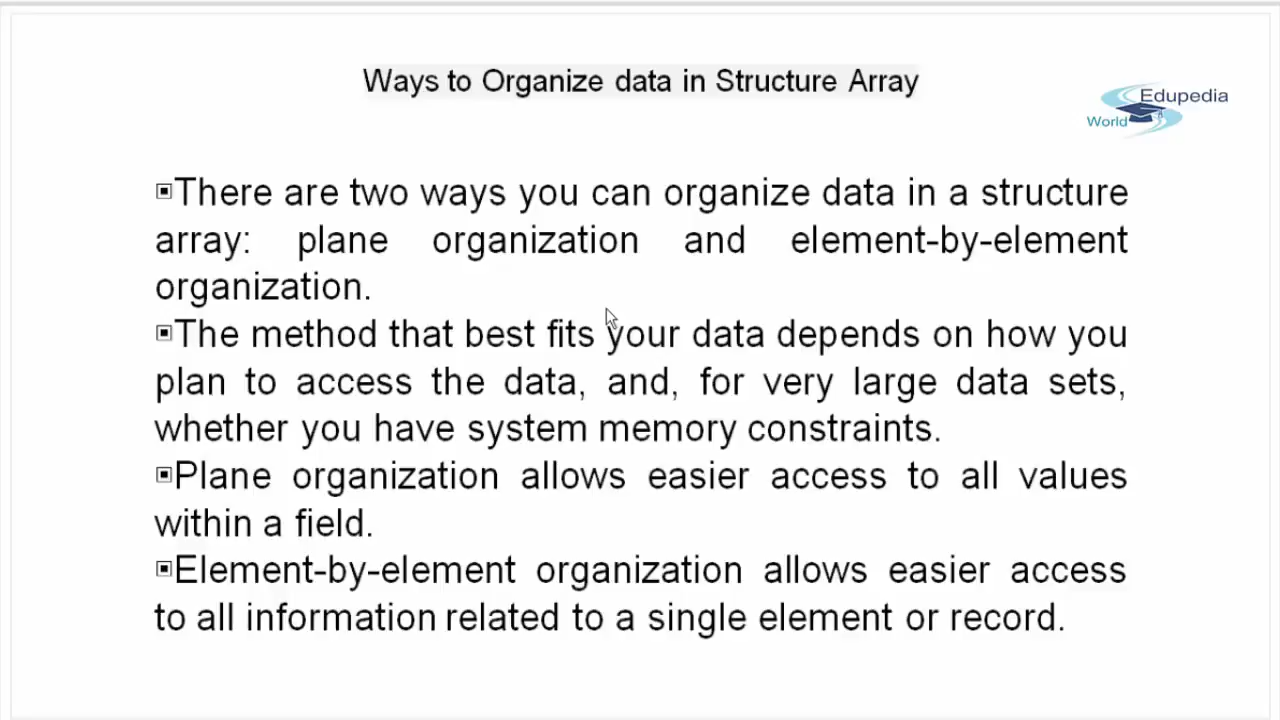 Ways to Organize data in Structure Array
Edupedia
World
▣There are two ways you can organize data in a structure
array: plane organization and element-by-element
organization.
▣The method that best fits your data depends on how you
plan to access the data, and, for very large data sets,
whether you have system memory constraints.
▣Plane organization allows easier access to all values
within a field.
▣Element-by-element organization allows easier access
to all information related to a single element or record.